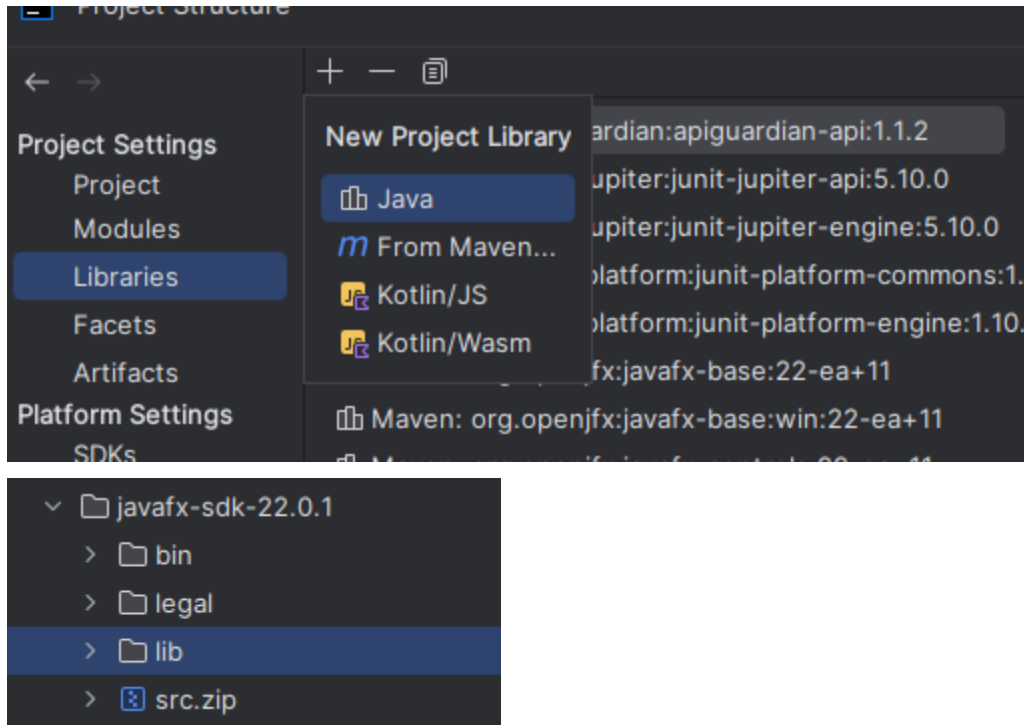 Project Structure
Project Settings
Project
Modules
Libraries
Facets
Artifacts
Platform Settings
SDKs
New Project Library
Java
From Maven...
Kotlin/JS
Kotlin/Wasm
ardian:apiguardian-api:1.1.2
upiter:junit-jupiter-api:5.10.0
upiter:junit-jupiter-engine:5.10.0
platform:junit-platform-commons:1.
platform:junit-platform-engine:1.10.
fx:javafx-base:22-ea+11
Maven: org.openjfx:javafx-base:win:22-ea+11
javafx-sdk-22.0.1
bin
legal
lib
src.zip